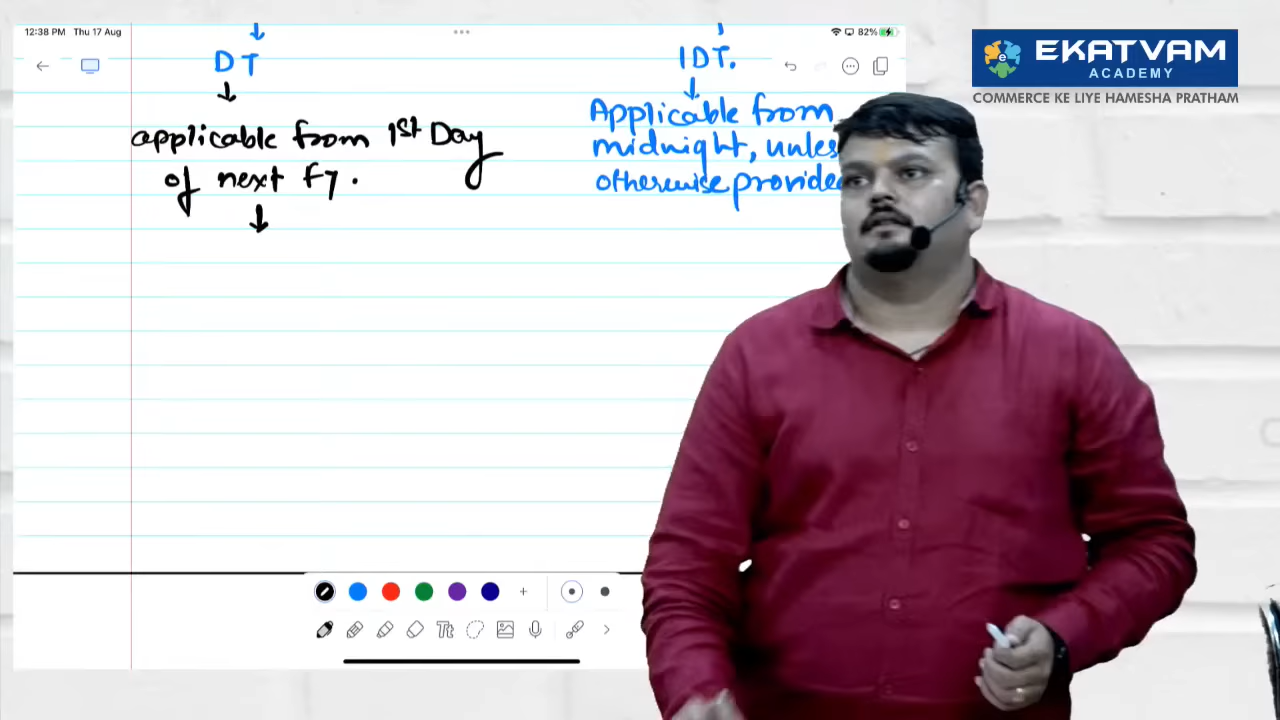 12:38 PM Thu 17 Aug
82%
DT
applicable from 1st Day
of next Fy.
IDT.
Applicable from
midnight, unles
otherwise provide
Tt
e
EKATVAM
ACADEMY
COMMERCE KE LIYE HAMESHA PRATHAM